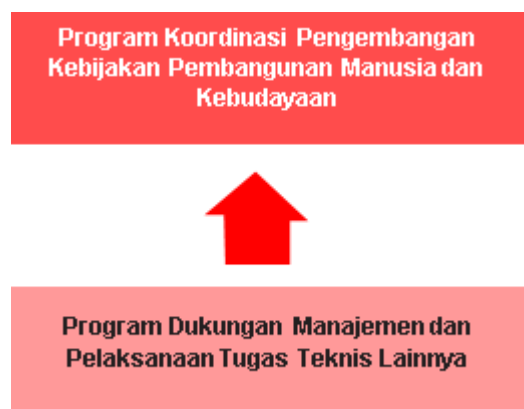 Program Koordinasi Pengembangan
Kebijakan Pembangunan Manusia dan
Kebudayaan
Program Dukungan Manajemen dan
Pelaksanaan Tugas Teknis Lainnya